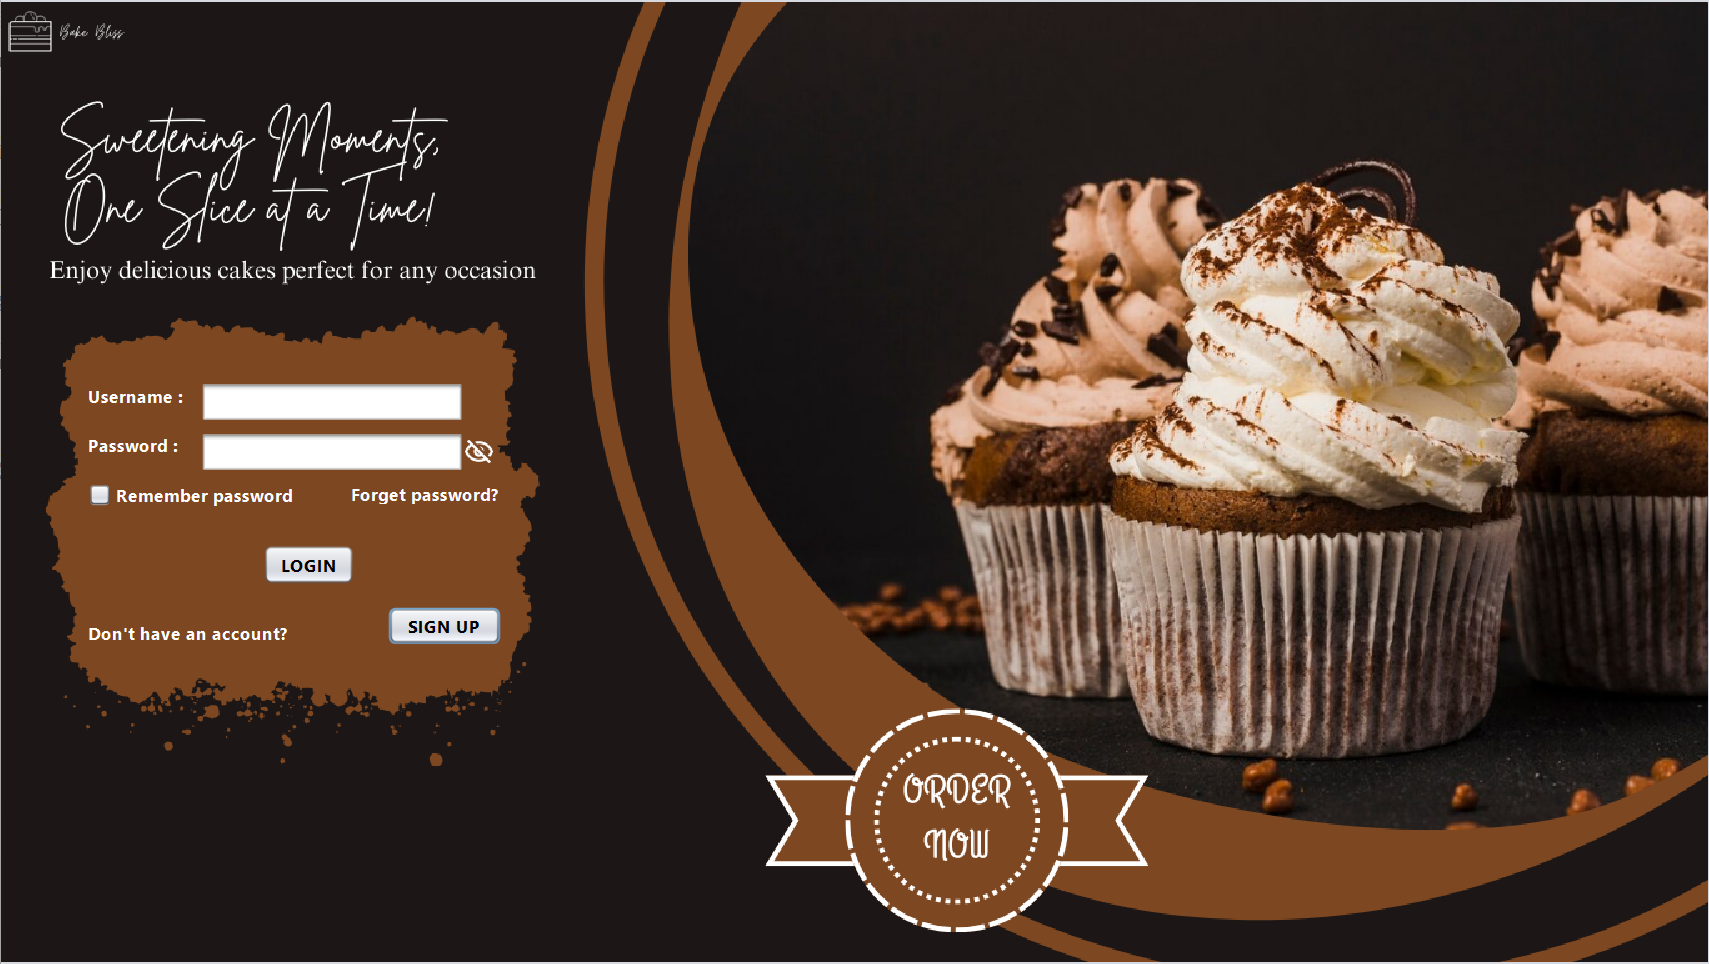 Bake Bliss
Sweetening Moments,
One Slice at a Time!
Enjoy delicious cakes perfect for any occasion
Username :
Password :
Remember password
Forget password?
LOGIN
Don't have an account?
SIGN UP
ORDER
NOW